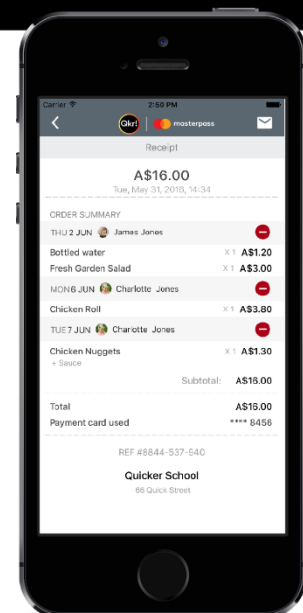 Carrier 2:50 PM
Qkr! masterpass
Receipt
A$16.00
Tue, May 31, 2016, 14:34
ORDER SUMMARY
THU 2 JUN James Jones
Bottled water X 1 A$1.20
Fresh Garden Salad X 1 A$3.00
MON 6 JUN Charlotte Jones
Chicken Roll X 1 A$3.80
TUE 7 JUN Charlotte Jones
Chicken Nuggets X 1 A$1.30
+ Sauce
Subtotal: A$16.00
Total A$16.00
Payment card used **** 8456
REF #8844-537-940
Quicker School
66 Quick Street